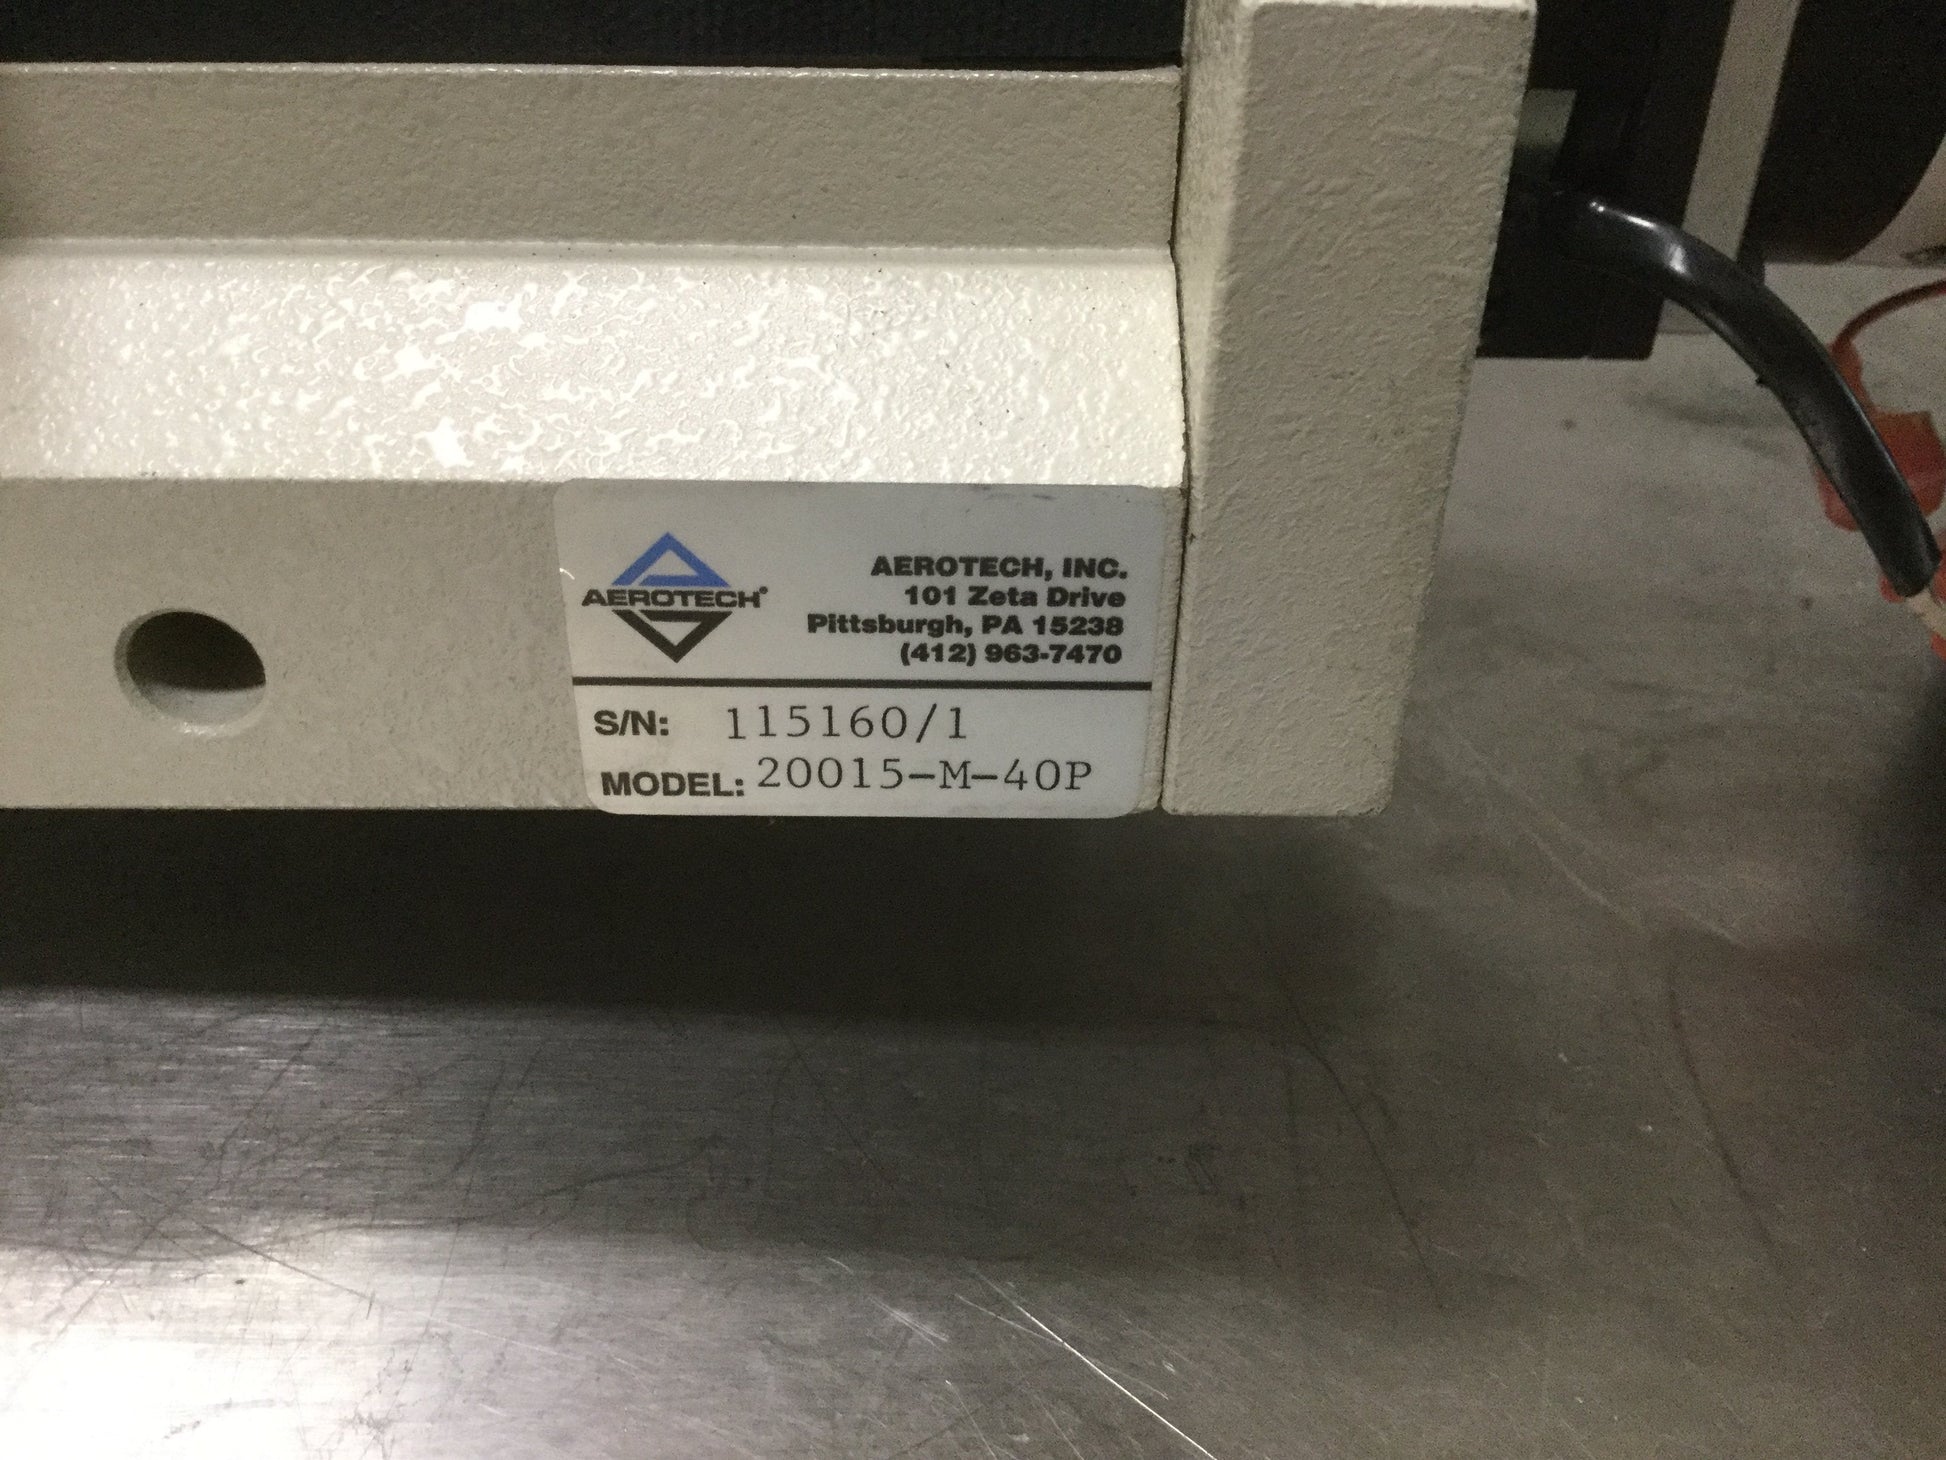 AEROTECH®
AEROTECH, INC.
101 Zeta Drive
Pittsburgh, PA 15238
(412) 963-7470
S/N: 115160/1
MODEL: 20015-M-40P